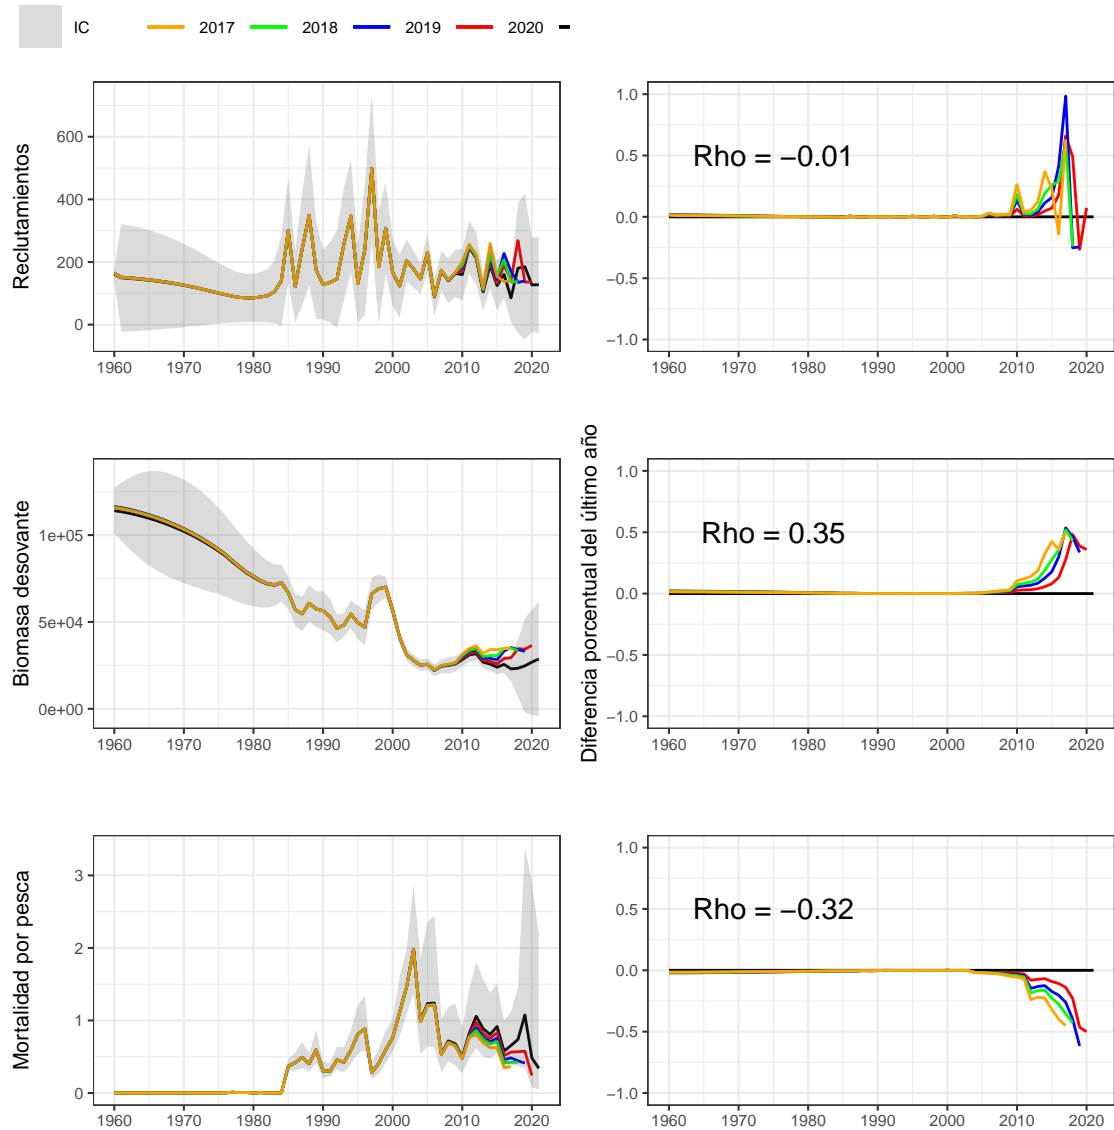 IC 2017 2018 2019 2020
Reclutamientos
600
400
200
0
1960 1970 1980 1990 2000 2010 2020
Rho = −0.01
1.0
0.5
0.0
−0.5
−1.0
1960 1970 1980 1990 2000 2010 2020
Biomasa desovante
1e+05
5e+04
0e+00
1960 1970 1980 1990 2000 2010 2020
Diferencia porcentual del último año
Rho = 0.35
1.0
0.5
0.0
−0.5
−1.0
1960 1970 1980 1990 2000 2010 2020
Mortalidad por pesca
3
2
1
0
1960 1970 1980 1990 2000 2010 2020
Rho = −0.32
1.0
0.5
0.0
−0.5
−1.0
1960 1970 1980 1990 2000 2010 2020